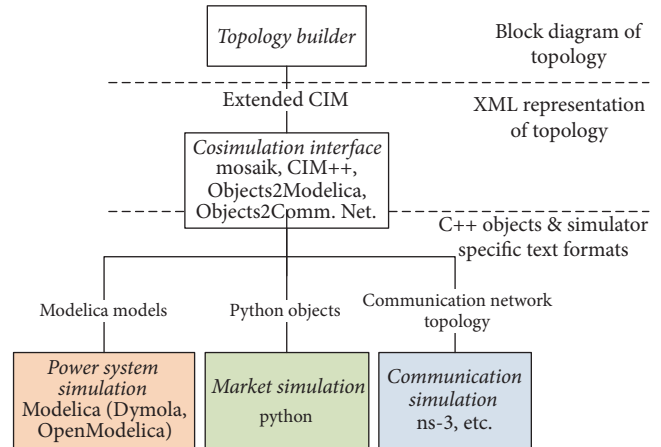 Topology builder
Block diagram of
topology
Extended CIM
XML representation
of topology
Cosimulation interface
mosaik, CIM++,
Objects2Modelica,
Objects2Comm. Net.
C++ objects & simulator
specific text formats
Modelica models
Python objects
Communication network
topology
Power system
simulation
Modelica (Dymola,
OpenModelica)
Market simulation
python
Communication
simulation
ns-3, etc.